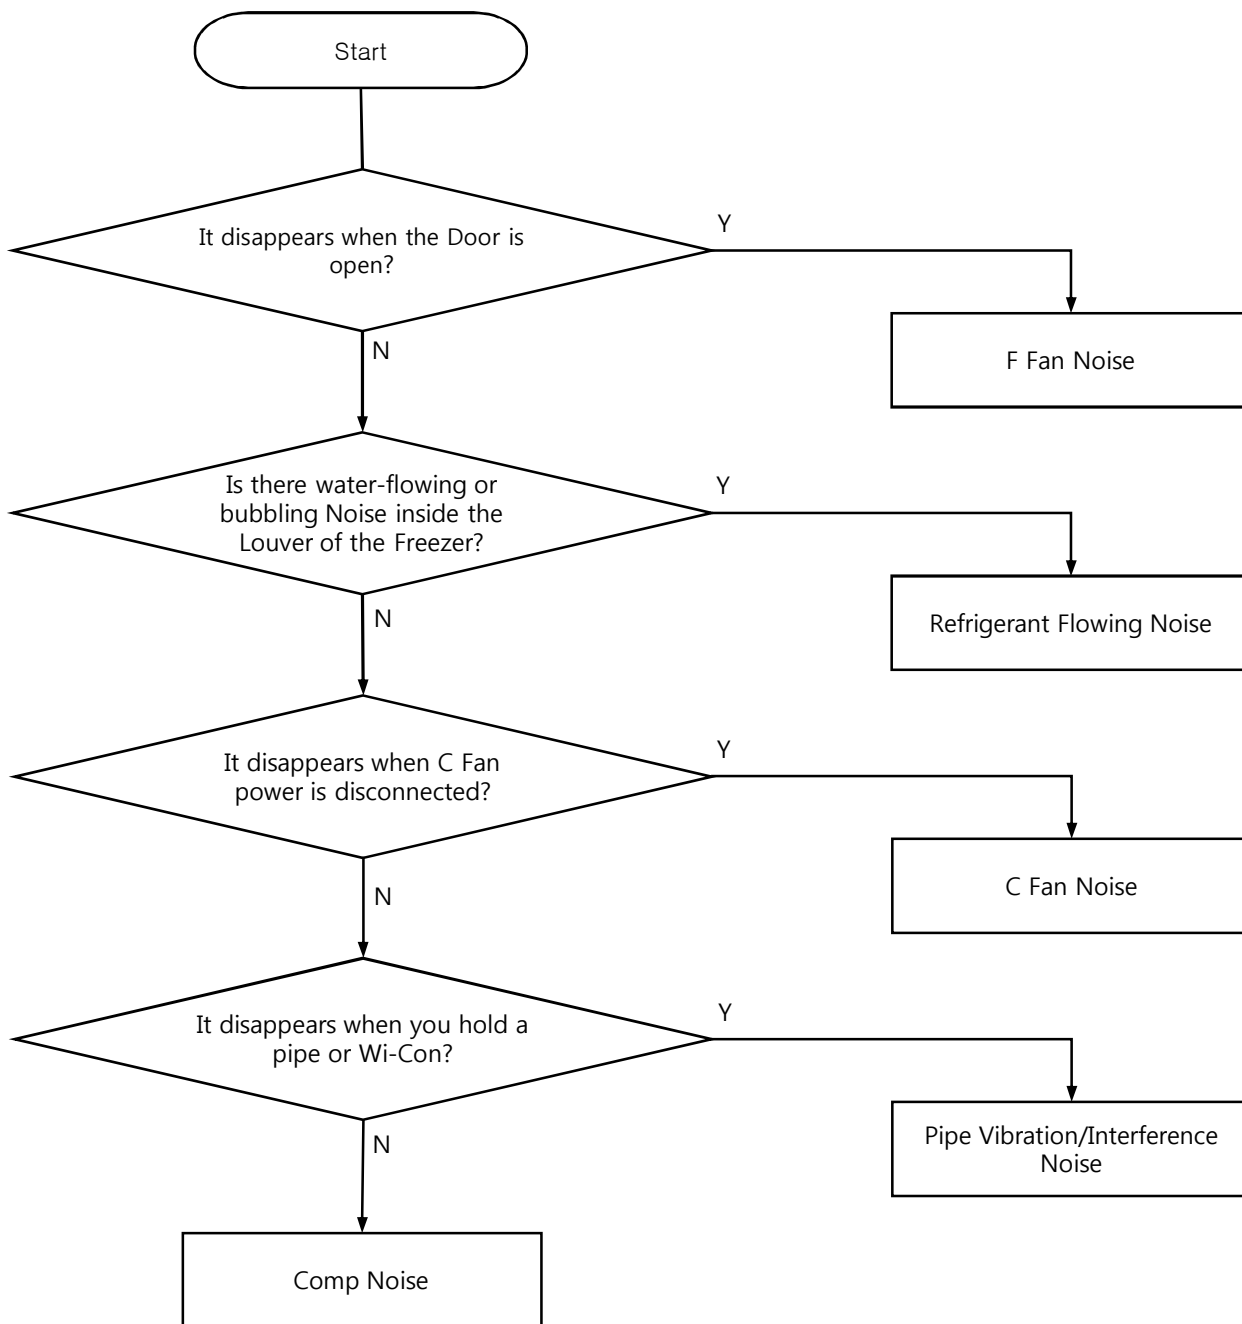 Start
It disappears when the Door is
open?
Y
F Fan Noise
N
Is there water-flowing or
bubbling Noise inside the
Louver of the Freezer?
Y
Refrigerant Flowing Noise
N
It disappears when C Fan
power is disconnected?
Y
C Fan Noise
N
It disappears when you hold a
pipe or Wi-Con?
Y
Pipe Vibration/Interference
Noise
N
Comp Noise